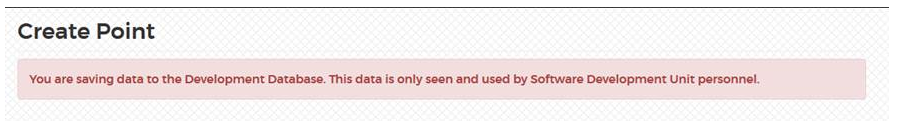 Create Point
You are saving data to the Development Database. This data is only seen and used by Software Development Unit personnel.